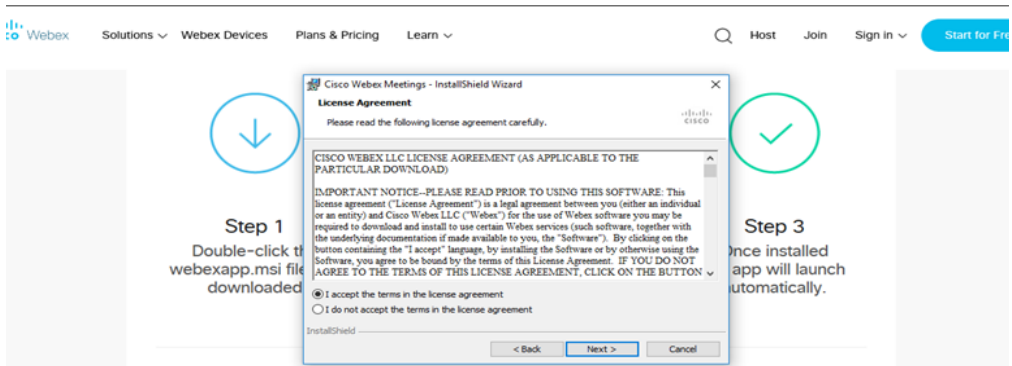 Webex Solutions Webex Devices Plans & Pricing Learn Host Join Sign in Start for Fre
Cisco Webex Meetings - InstallShield Wizard
License Agreement
Please read the following license agreement carefully.
CISCO
CISCO WEBEX LLC LICENSE AGREEMENT (AS APPLICABLE TO THE
PARTICULAR DOWNLOAD)
IMPORTANT NOTICE--PLEASE READ PRIOR TO USING THIS SOFTWARE: This
license agreement ("License Agreement") is a legal agreement between you (either an individual
or an entity) and Cisco Webex LLC ("Webex") for the use of Webex software you may be
required to download and install to use certain Webex services (such software, together with
the underlying documentation if made available to you, the "Software"). By clicking on the
button containing the "I accept" language, by installing the Software or by otherwise using the
Software, you agree to be bound by the terms of this License Agreement. IF YOU DO NOT
AGREE TO THE TERMS OF THIS LICENSE AGREEMENT, CLICK ON THE BUTTON
I accept the terms in the license agreement
I do not accept the terms in the license agreement
InstallShield
< Back Next > Cancel
Step 1
Double-click th
webexapp.msi file
downloaded
Step 3
Once installed
app will launch
automatically.